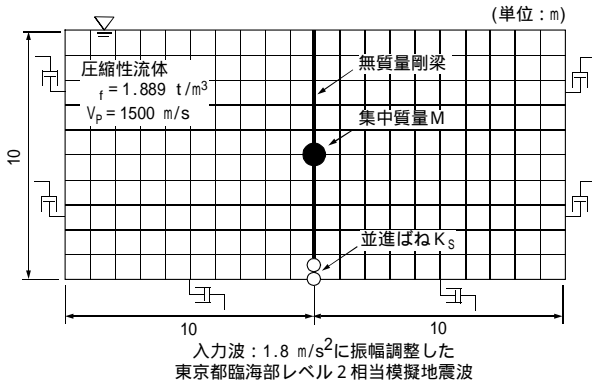 (単位：m)
圧縮性流体
f = 1.889 t/m³
V_P = 1500 m/s
無質量剛梁
集中質量M
並進ばねK_S
10
10
10
入力波：1.8 m/s²に振幅調整した
東京都臨海部レベル2相当模擬地震波